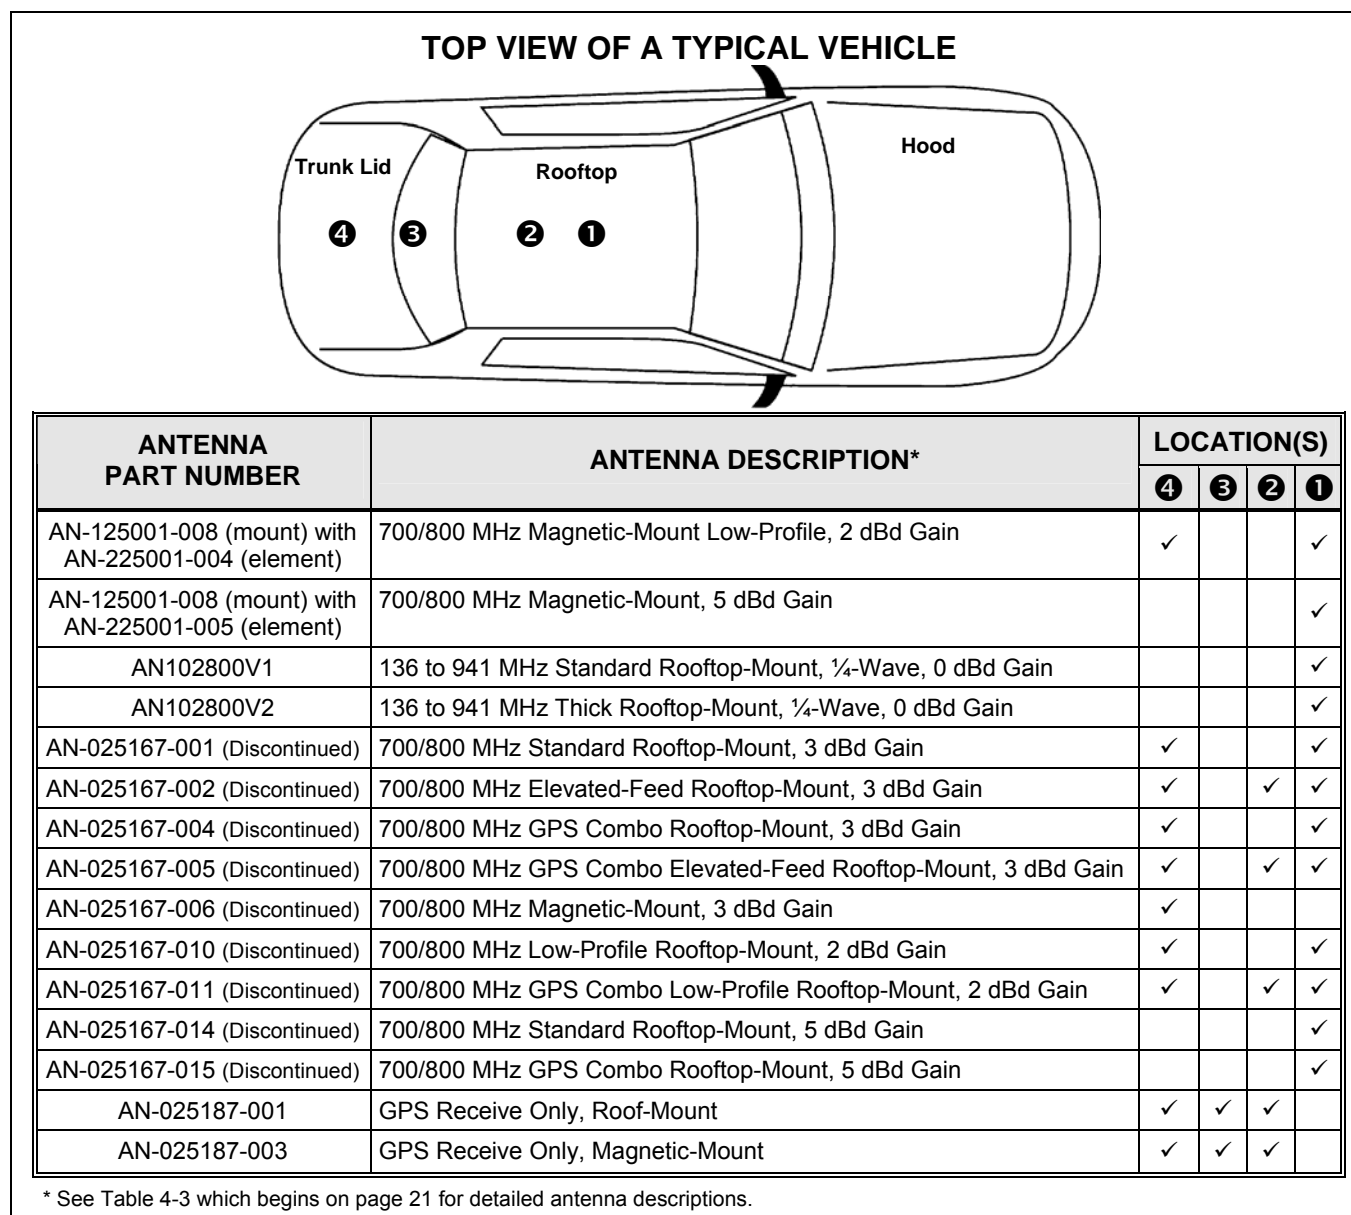 TOP VIEW OF A TYPICAL VEHICLE
Trunk Lid
Rooftop
Hood
❹ ❸ ❷ ❶
ANTENNA PART NUMBER ANTENNA DESCRIPTION* LOCATION(S)
❹ ❸ ❷ ❶
AN-125001-008 (mount) with 700/800 MHz Magnetic-Mount Low-Profile, 2 dBd Gain ✓ ✓
AN-225001-004 (element)
AN-125001-008 (mount) with 700/800 MHz Magnetic-Mount, 5 dBd Gain ✓
AN-225001-005 (element)
AN102800V1 136 to 941 MHz Standard Rooftop-Mount, ¼-Wave, 0 dBd Gain ✓
AN102800V2 136 to 941 MHz Thick Rooftop-Mount, ¼-Wave, 0 dBd Gain ✓
AN-025167-001 (Discontinued) 700/800 MHz Standard Rooftop-Mount, 3 dBd Gain ✓ ✓
AN-025167-002 (Discontinued) 700/800 MHz Elevated-Feed Rooftop-Mount, 3 dBd Gain ✓ ✓ ✓
AN-025167-004 (Discontinued) 700/800 MHz GPS Combo Rooftop-Mount, 3 dBd Gain ✓ ✓
AN-025167-005 (Discontinued) 700/800 MHz GPS Combo Elevated-Feed Rooftop-Mount, 3 dBd Gain ✓ ✓ ✓
AN-025167-006 (Discontinued) 700/800 MHz Magnetic-Mount, 3 dBd Gain ✓
AN-025167-010 (Discontinued) 700/800 MHz Low-Profile Rooftop-Mount, 2 dBd Gain ✓ ✓
AN-025167-011 (Discontinued) 700/800 MHz GPS Combo Low-Profile Rooftop-Mount, 2 dBd Gain ✓ ✓ ✓
AN-025167-014 (Discontinued) 700/800 MHz Standard Rooftop-Mount, 5 dBd Gain ✓
AN-025167-015 (Discontinued) 700/800 MHz GPS Combo Rooftop-Mount, 5 dBd Gain ✓
AN-025187-001 GPS Receive Only, Roof-Mount ✓ ✓ ✓
AN-025187-003 GPS Receive Only, Magnetic-Mount ✓ ✓ ✓
* See Table 4-3 which begins on page 21 for detailed antenna descriptions.